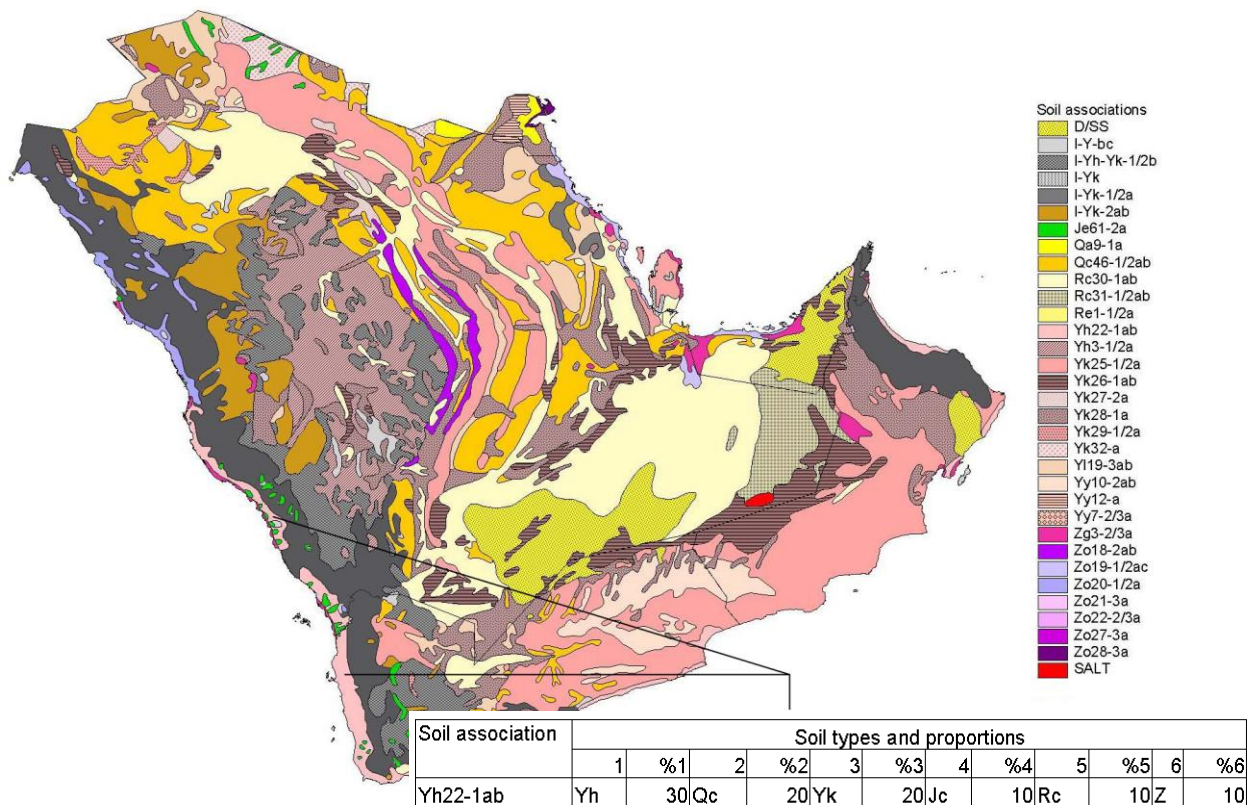 Soil associations
D/SS
I-Y-bc
I-Yh-Yk-1/2b
I-Yk
I-Yk-1/2a
I-Yk-2ab
Je61-2a
Qa9-1a
Qc46-1/2ab
Rc30-1ab
Rc31-1/2ab
Re1-1/2a
Yh22-1ab
Yh3-1/2a
Yk25-1/2a
Yk26-1ab
Yk27-2a
Yk28-1a
Yk29-1/2a
Yk32-a
Yl19-3ab
Yy10-2ab
Yy12-a
Yy7-2/3a
Zg3-2/3a
Zo18-2ab
Zo19-1/2ac
Zo20-1/2a
Zo21-3a
Zo22-2/3a
Zo27-3a
Zo28-3a
SALT
Soil association Soil types and proportions
1 %1 2 %2 3 %3 4 %4 5 %5 6 %6
Yh22-1ab Yh 30 Qc 20 Yk 20 Jc 10 Rc 10 Z 10